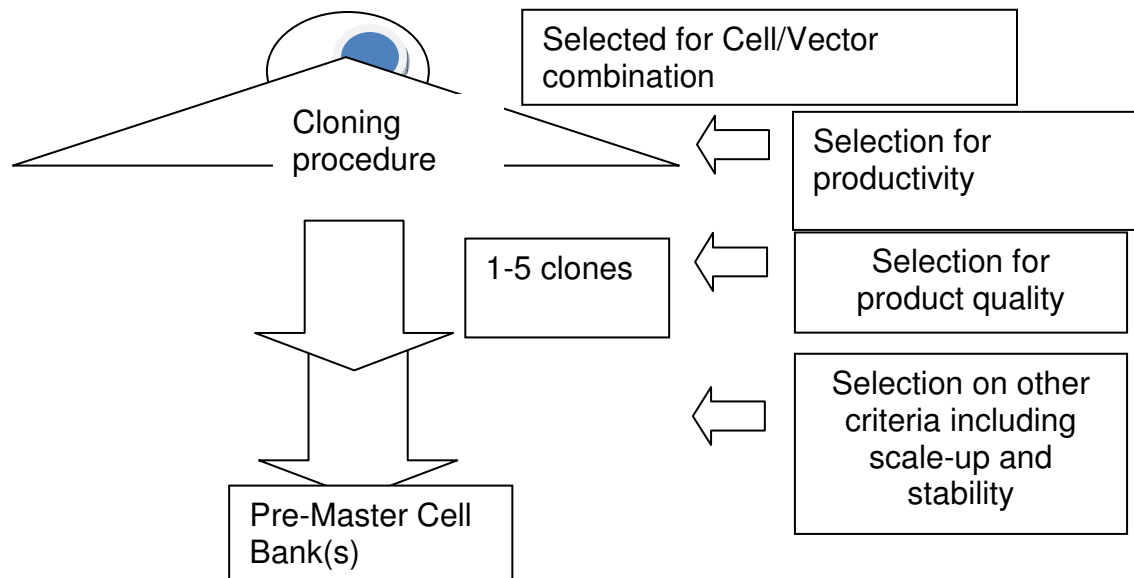 Selected for Cell/Vector
combination
Cloning
procedure
Selection for
productivity
1-5 clones
Selection for
product quality
Selection on other
criteria including
scale-up and
stability
Pre-Master Cell
Bank(s)